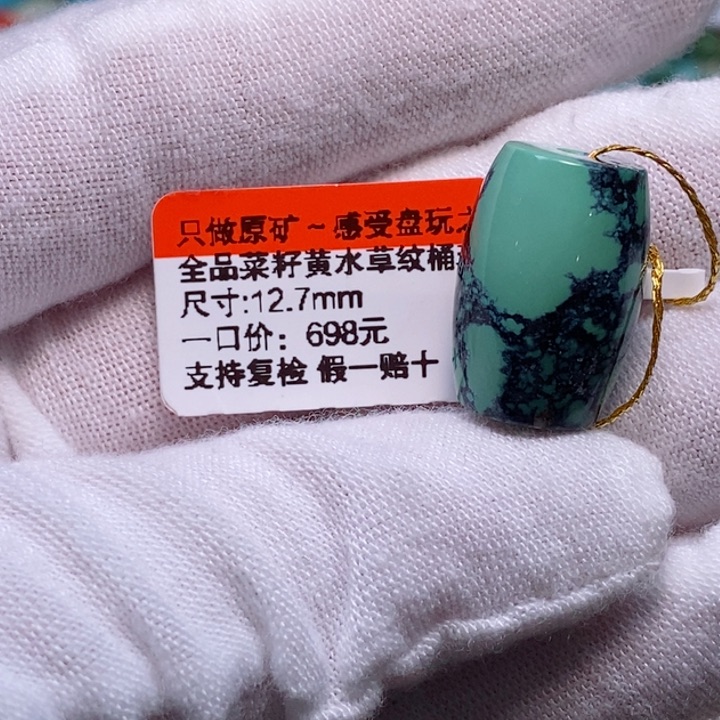 只做原矿~感受盘玩
全品菜籽黄水草纹桶
尺寸:12.7mm
一口价：698元
支持复检 假一赔十